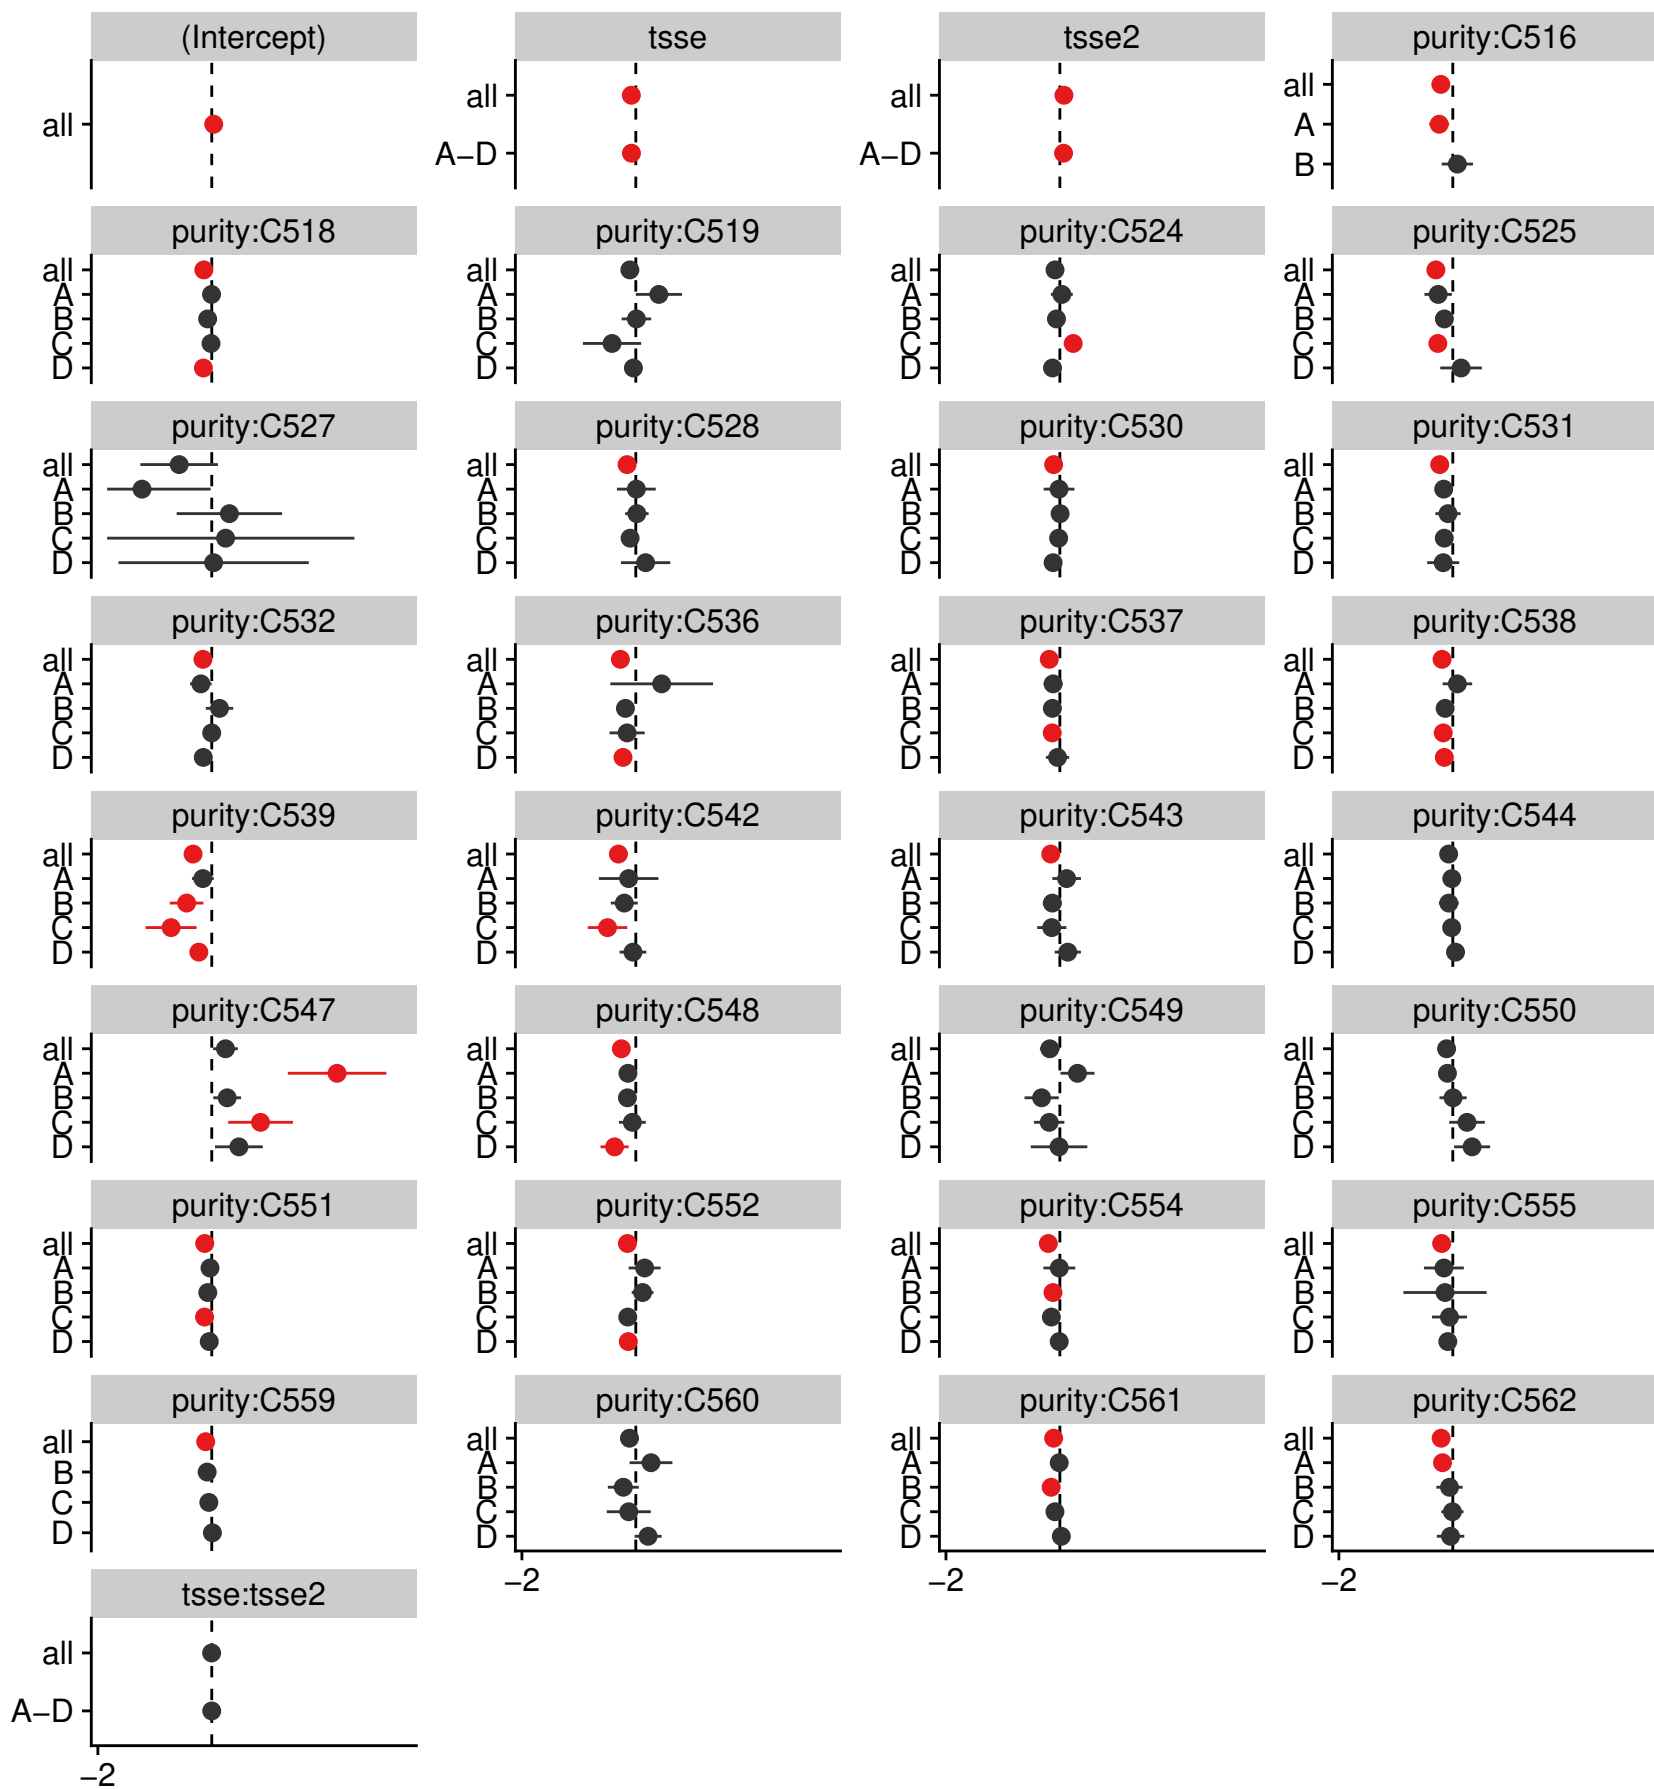 (Intercept) tsse tsse2 purity:C516
all all all all
A
A−D A−D B
purity:C518 purity:C519 purity:C524 purity:C525
all all all all
A A A A
B B B B
C C C C
D D D D
purity:C527 purity:C528 purity:C530 purity:C531
all all all all
A A A A
B B B B
C C C C
D D D D
purity:C532 purity:C536 purity:C537 purity:C538
all all all all
A A A A
B B B B
C C C C
D D D D
purity:C539 purity:C542 purity:C543 purity:C544
all all all all
A A A A
B B B B
C C C C
D D D D
purity:C547 purity:C548 purity:C549 purity:C550
all all all all
A A A A
B B B B
C C C C
D D D D
purity:C551 purity:C552 purity:C554 purity:C555
all all all all
A A A A
B B B B
C C C C
D D D D
purity:C559 purity:C560 purity:C561 purity:C562
all all all all
B A A A
B B B
C C C C
D D D D
−2 −2 −2
tsse:tsse2
all
A−D
−2